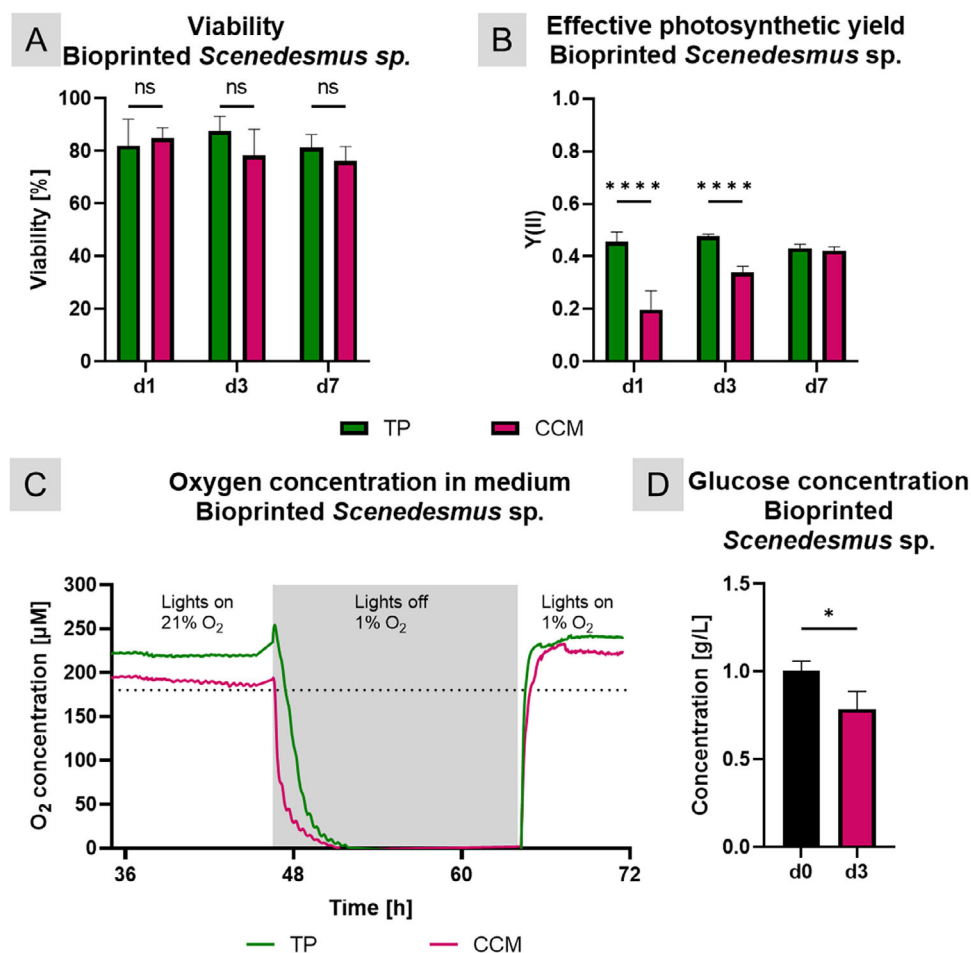 A
Viability
Bioprinted Scenedesmus sp.
ns ns ns
100
80
60
40
20
0
Viability [%]
d1 d3 d7
B
Effective photosynthetic yield
Bioprinted Scenedesmus sp.
**** ****
1.0
0.8
0.6
0.4
0.2
0.0
Y(II)
d1 d3 d7
TP CCM
C
Oxygen concentration in medium
Bioprinted Scenedesmus sp.
300
250
200
150
100
50
0
O2 concentration [µM]
Lights on
21% O2
Lights off
1% O2
Lights on
1% O2
36 48 60 72
Time [h]
TP CCM
D
Glucose concentration
Bioprinted
Scenedesmus sp.
*
1.5
1.0
0.5
0.0
Concentration [g/L]
d0 d3